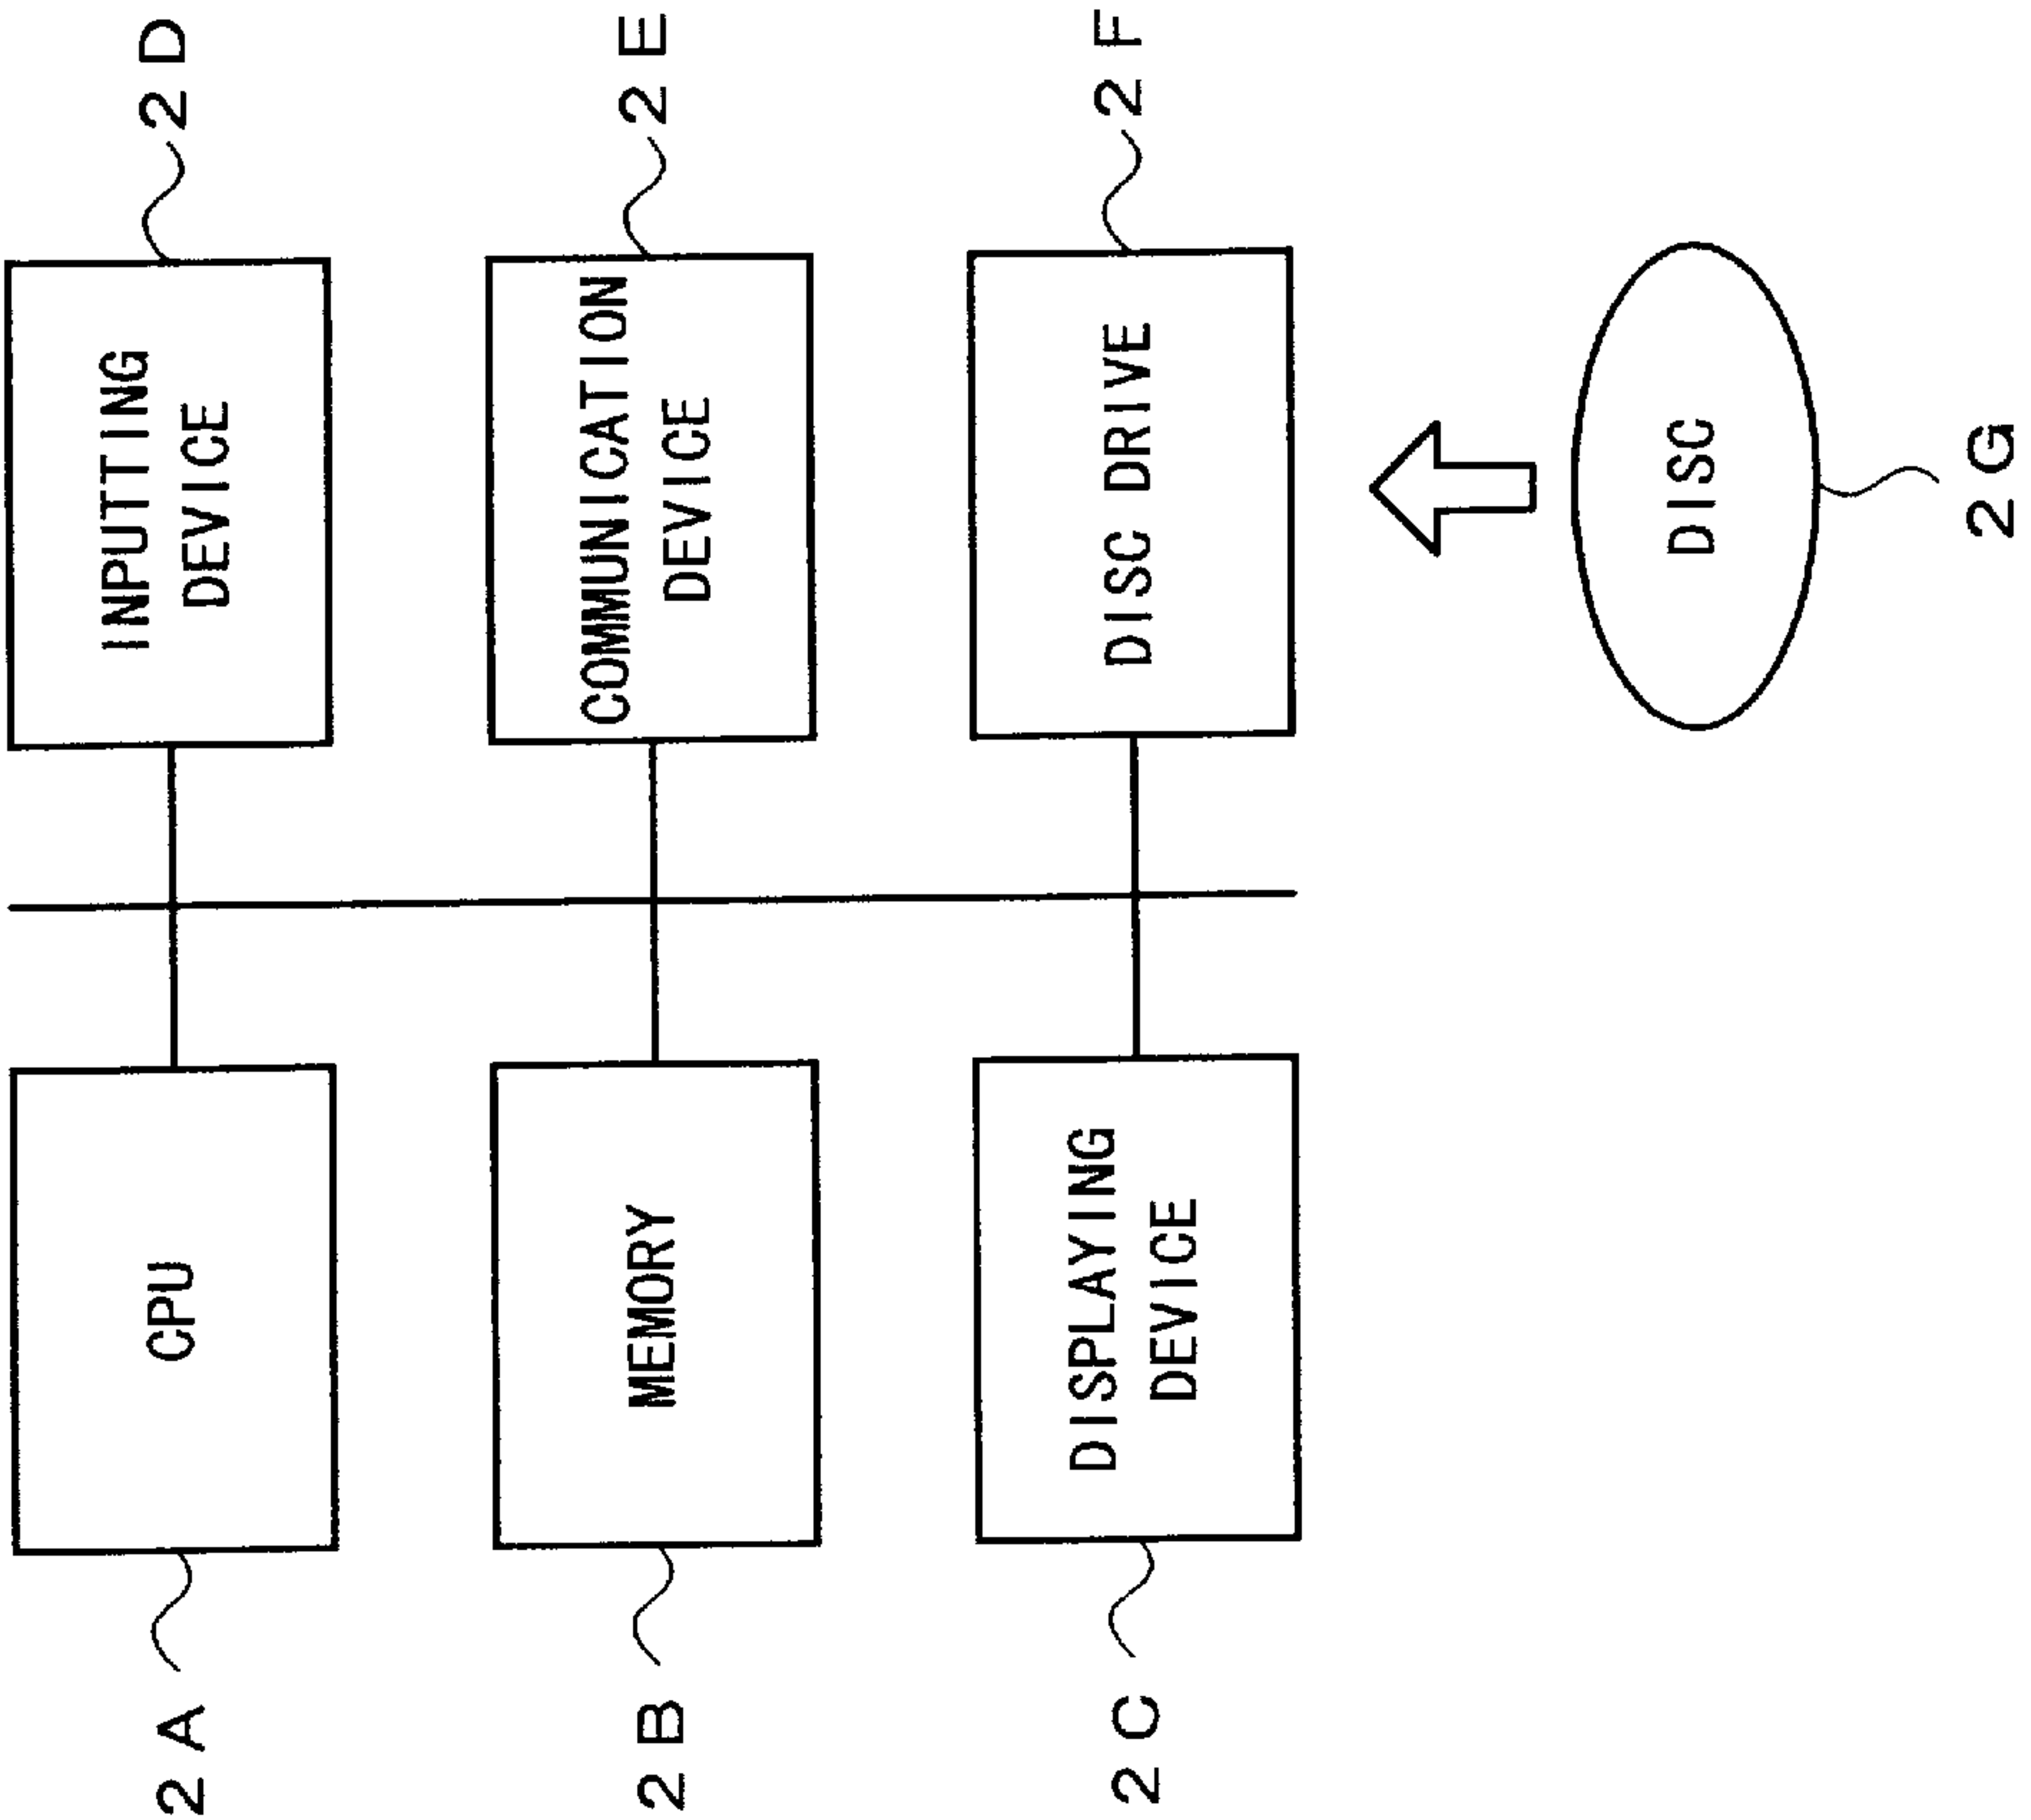 2A
CPU
INPUTTING
DEVICE
2D
2B
MEMORY
COMMUNICATION
DEVICE
2E
2C
DISPLAYING
DEVICE
DISC DRIVE
2F
DISC
2G